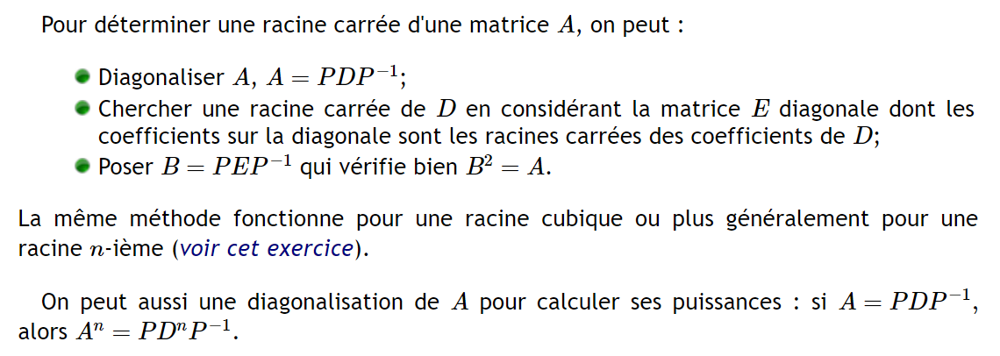 Pour déterminer une racine carrée d'une matrice A, on peut :
Diagonaliser A, A = PDP⁻¹;
Chercher une racine carrée de D en considérant la matrice E diagonale dont les
coefficients sur la diagonale sont les racines carrées des coefficients de D;
Poser B = PEP⁻¹ qui vérifie bien B² = A.
La même méthode fonctionne pour une racine cubique ou plus généralement pour une
racine n-ième (voir cet exercice).
On peut aussi une diagonalisation de A pour calculer ses puissances : si A = PDP⁻¹,
alors Aⁿ = PDⁿP⁻¹.